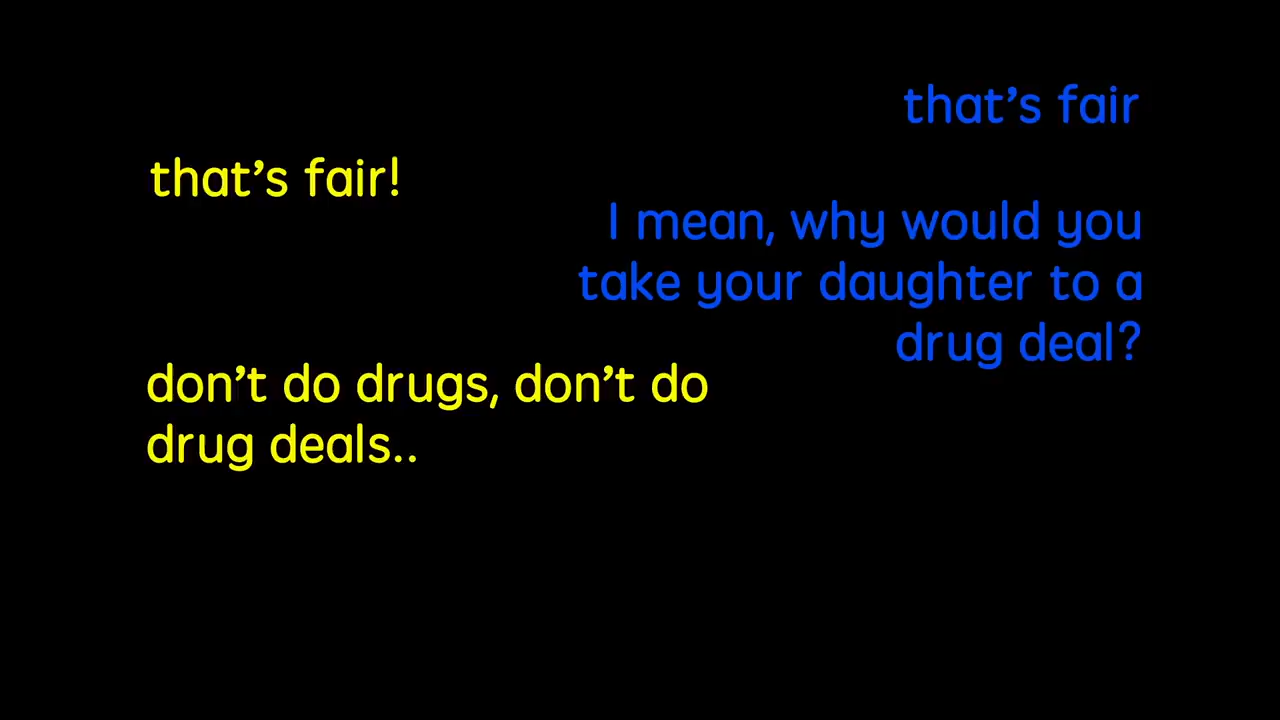 that’s fair
that’s fair!
I mean, why would you
take your daughter to a
drug deal?
don’t do drugs, don’t do
drug deals..